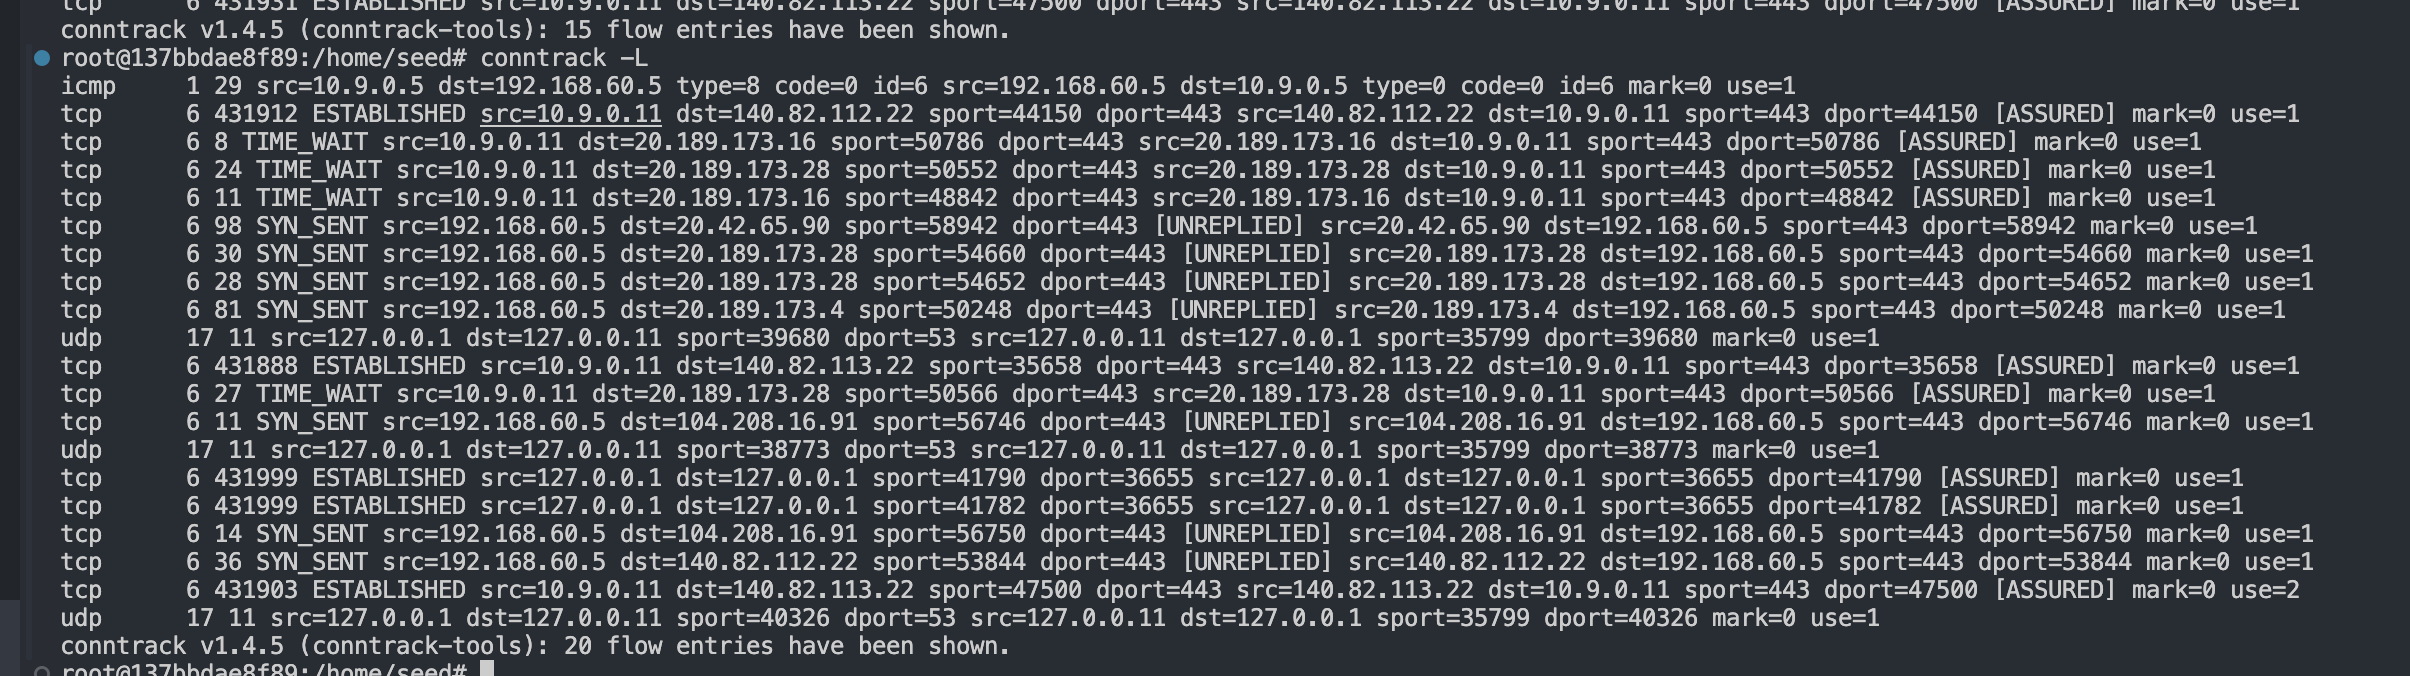 tcp      6 431931 ESTABLISHED src=10.9.0.11 dst=140.82.113.22 sport=47500 dport=443 src=140.82.113.22 dst=10.9.0.11 sport=443 dport=47500 [ASSURED] mark=0 use=1
conntrack v1.4.5 (conntrack-tools): 15 flow entries have been shown.
root@137bbdae8f89:/home/seed# conntrack -L
icmp     1 29 src=10.9.0.5 dst=192.168.60.5 type=8 code=0 id=6 src=192.168.60.5 dst=10.9.0.5 type=0 code=0 id=6 mark=0 use=1
tcp      6 431912 ESTABLISHED src=10.9.0.11 dst=140.82.112.22 sport=44150 dport=443 src=140.82.112.22 dst=10.9.0.11 sport=443 dport=44150 [ASSURED] mark=0 use=1
tcp      6 8 TIME_WAIT src=10.9.0.11 dst=20.189.173.16 sport=50786 dport=443 src=20.189.173.16 dst=10.9.0.11 sport=443 dport=50786 [ASSURED] mark=0 use=1
tcp      6 24 TIME_WAIT src=10.9.0.11 dst=20.189.173.28 sport=50552 dport=443 src=20.189.173.28 dst=10.9.0.11 sport=443 dport=50552 [ASSURED] mark=0 use=1
tcp      6 11 TIME_WAIT src=10.9.0.11 dst=20.189.173.16 sport=48842 dport=443 src=20.189.173.16 dst=10.9.0.11 sport=443 dport=48842 [ASSURED] mark=0 use=1
tcp      6 98 SYN_SENT src=192.168.60.5 dst=20.42.65.90 sport=58942 dport=443 [UNREPLIED] src=20.42.65.90 dst=192.168.60.5 sport=443 dport=58942 mark=0 use=1
tcp      6 30 SYN_SENT src=192.168.60.5 dst=20.189.173.28 sport=54660 dport=443 [UNREPLIED] src=20.189.173.28 dst=192.168.60.5 sport=443 dport=54660 mark=0 use=1
tcp      6 28 SYN_SENT src=192.168.60.5 dst=20.189.173.28 sport=54652 dport=443 [UNREPLIED] src=20.189.173.28 dst=192.168.60.5 sport=443 dport=54652 mark=0 use=1
tcp      6 81 SYN_SENT src=192.168.60.5 dst=20.189.173.4 sport=50248 dport=443 [UNREPLIED] src=20.189.173.4 dst=192.168.60.5 sport=443 dport=50248 mark=0 use=1
udp      17 11 src=127.0.0.1 dst=127.0.0.11 sport=39680 dport=53 src=127.0.0.11 dst=127.0.0.1 sport=35799 dport=39680 mark=0 use=1
tcp      6 431888 ESTABLISHED src=10.9.0.11 dst=140.82.113.22 sport=35658 dport=443 src=140.82.113.22 dst=10.9.0.11 sport=443 dport=35658 [ASSURED] mark=0 use=1
tcp      6 27 TIME_WAIT src=10.9.0.11 dst=20.189.173.28 sport=50566 dport=443 src=20.189.173.28 dst=10.9.0.11 sport=443 dport=50566 [ASSURED] mark=0 use=1
tcp      6 11 SYN_SENT src=192.168.60.5 dst=104.208.16.91 sport=56746 dport=443 [UNREPLIED] src=104.208.16.91 dst=192.168.60.5 sport=443 dport=56746 mark=0 use=1
udp      17 11 src=127.0.0.1 dst=127.0.0.11 sport=38773 dport=53 src=127.0.0.11 dst=127.0.0.1 sport=35799 dport=38773 mark=0 use=1
tcp      6 431999 ESTABLISHED src=127.0.0.1 dst=127.0.0.1 sport=41790 dport=36655 src=127.0.0.1 dst=127.0.0.1 sport=36655 dport=41790 [ASSURED] mark=0 use=1
tcp      6 431999 ESTABLISHED src=127.0.0.1 dst=127.0.0.1 sport=41782 dport=36655 src=127.0.0.1 dst=127.0.0.1 sport=36655 dport=41782 [ASSURED] mark=0 use=1
tcp      6 14 SYN_SENT src=192.168.60.5 dst=104.208.16.91 sport=56750 dport=443 [UNREPLIED] src=104.208.16.91 dst=192.168.60.5 sport=443 dport=56750 mark=0 use=1
tcp      6 36 SYN_SENT src=192.168.60.5 dst=140.82.112.22 sport=53844 dport=443 [UNREPLIED] src=140.82.112.22 dst=192.168.60.5 sport=443 dport=53844 mark=0 use=1
tcp      6 431903 ESTABLISHED src=10.9.0.11 dst=140.82.113.22 sport=47500 dport=443 src=140.82.113.22 dst=10.9.0.11 sport=443 dport=47500 [ASSURED] mark=0 use=2
udp      17 11 src=127.0.0.1 dst=127.0.0.11 sport=40326 dport=53 src=127.0.0.11 dst=127.0.0.1 sport=35799 dport=40326 mark=0 use=1
conntrack v1.4.5 (conntrack-tools): 20 flow entries have been shown.
root@137bbdae8f89:/home/seed#